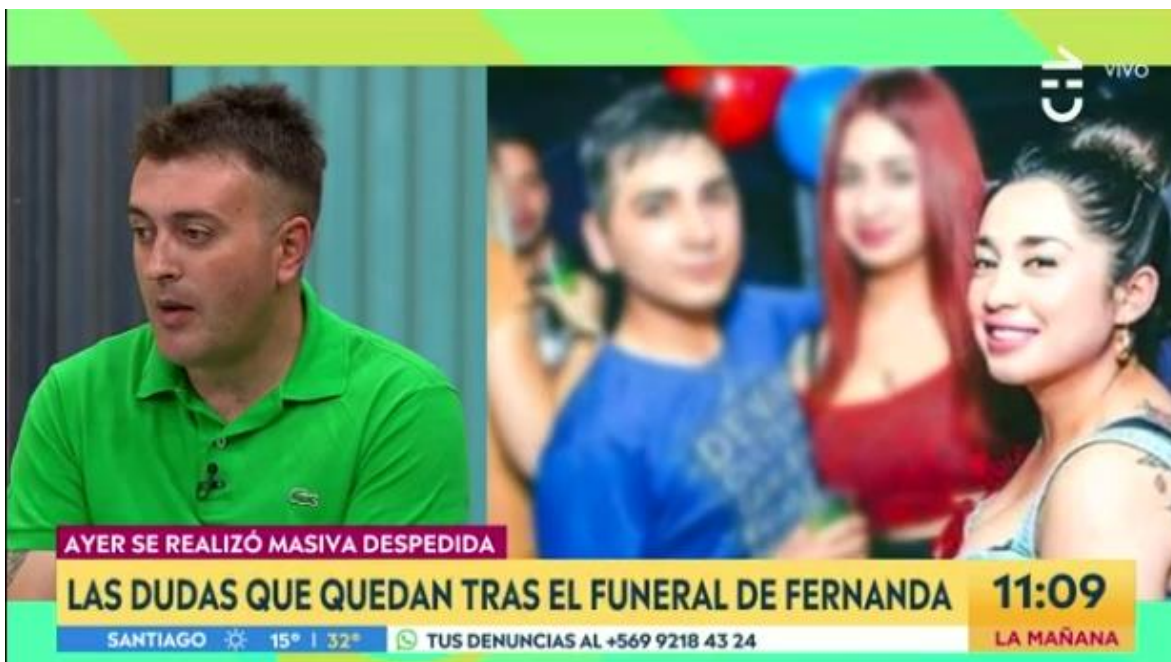 CHV
VIVO
AYER SE REALIZÓ MASIVA DESPEDIDA
LAS DUDAS QUE QUEDAN TRAS EL FUNERAL DE FERNANDA
11:09
SANTIAGO 15° | 32°
TUS DENUNCIAS AL +569 9218 43 24
LA MAÑANA